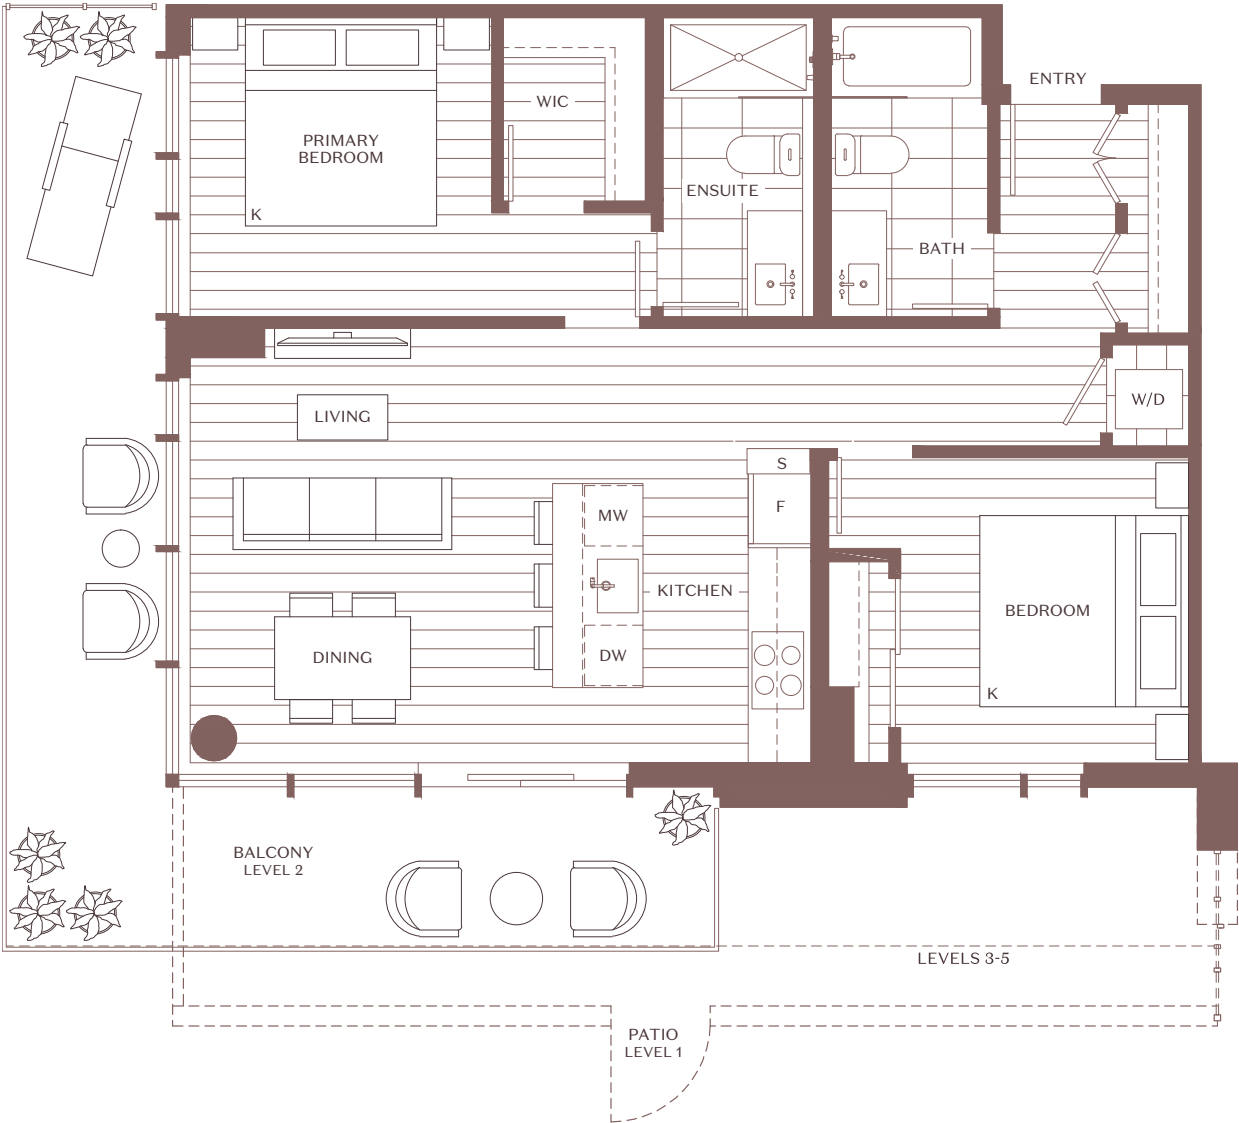 ENTRY
WIC
PRIMARY
BEDROOM
ENSUITE
K
BATH
W/D
LIVING
S
F
MW
KITCHEN
BEDROOM
DINING
DW
K
BALCONY
LEVEL 2
LEVELS 3-5
PATIO
LEVEL 1